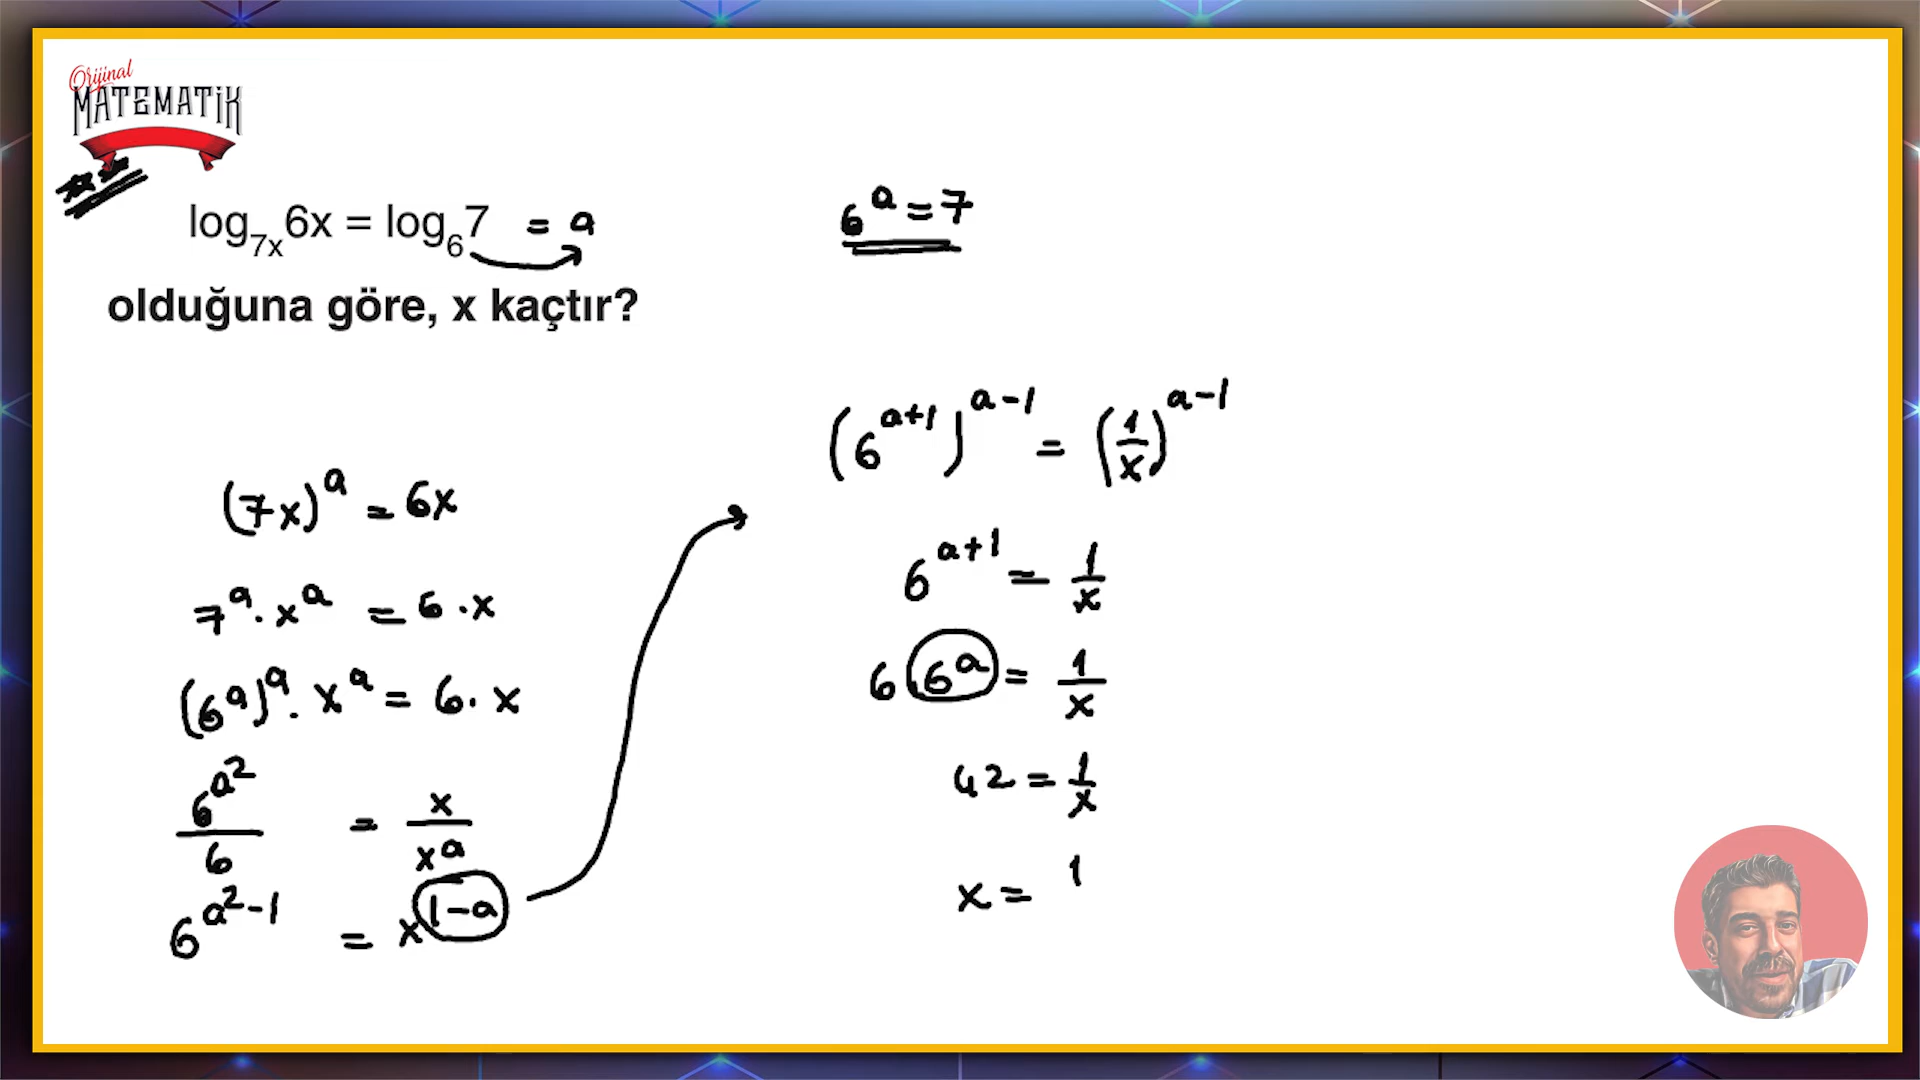 Orijinal
MATEMATİK
log₇ₓ6x = log₆7 = a
olduğuna göre, x kaçtır?
(7x)^a = 6x
7^a · x^a = 6 · x
(6^a)^a · x^a = 6 · x
6^a² / 6 = x / x^a
6^(a²-1) = x^(1-a)
6^a = 7
(6^(a+1))^(a-1) = (1/x)^(a-1)
6^(a+1) = 1/x
6 · 6^a = 1/x
42 = 1/x
x = 1